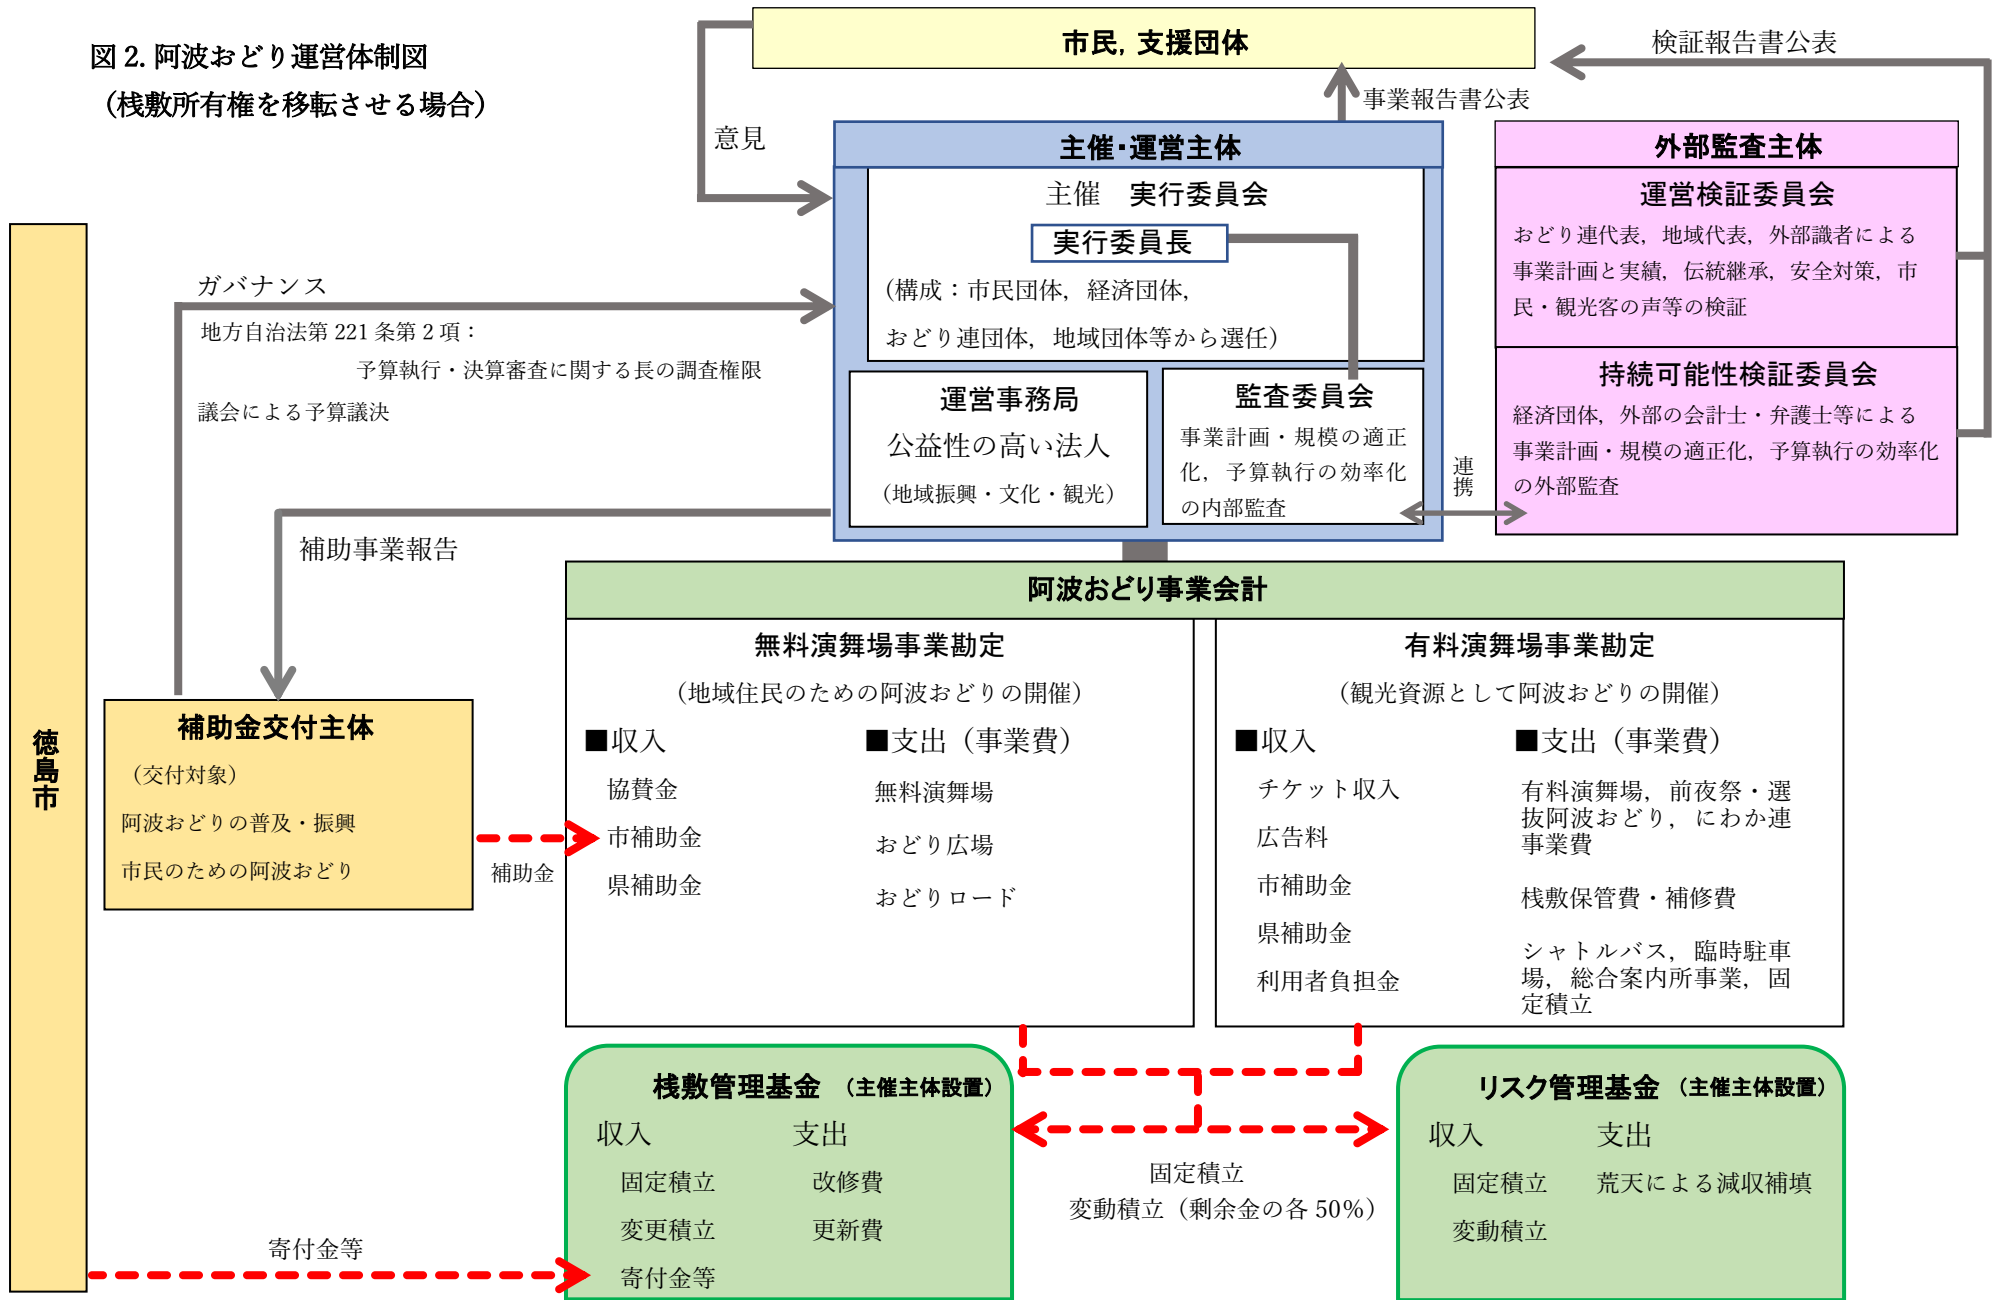 図 2. 阿波おどり運営体制図
（桟敷所有権を移転させる場合）
市民，支援団体
検証報告書公表
事業報告書公表
意見
主催・運営主体
主催　実行委員会
実行委員長
（構成：市民団体，経済団体，
おどり連団体，地域団体等から選任）
運営事務局
公益性の高い法人
（地域振興・文化・観光）
監査委員会
事業計画・規模の適正
化，予算執行の効率化
の内部監査
連携
外部監査主体
運営検証委員会
おどり連代表，地域代表，外部識者による
事業計画と実績，伝統継承，安全対策，市
民・観光客の声等の検証
持続可能性検証委員会
経済団体，外部の会計士・弁護士等による
事業計画・規模の適正化，予算執行の効率化
の外部監査
ガバナンス
地方自治法第 221 条第 2 項：
予算執行・決算審査に関する長の調査権限
議会による予算議決
補助事業報告
徳島市
補助金交付主体
（交付対象）
阿波おどりの普及・振興
市民のための阿波おどり
補助金
阿波おどり事業会計
無料演舞場事業勘定
（地域住民のための阿波おどりの開催）
■収入
協賛金
市補助金
県補助金
■支出（事業費）
無料演舞場
おどり広場
おどりロード
有料演舞場事業勘定
（観光資源として阿波おどりの開催）
■収入
チケット収入
広告料
市補助金
県補助金
利用者負担金
■支出（事業費）
有料演舞場，前夜祭・選
抜阿波おどり，にわか連
事業費
桟敷保管費・補修費
シャトルバス，臨時駐車
場，総合案内所事業，固
定積立
桟敷管理基金　（主催主体設置）
収入
固定積立
変更積立
寄付金等
支出
改修費
更新費
固定積立
変動積立（剰余金の各 50％）
リスク管理基金　（主催主体設置）
収入
固定積立
変動積立
支出
荒天による減収補填
寄付金等